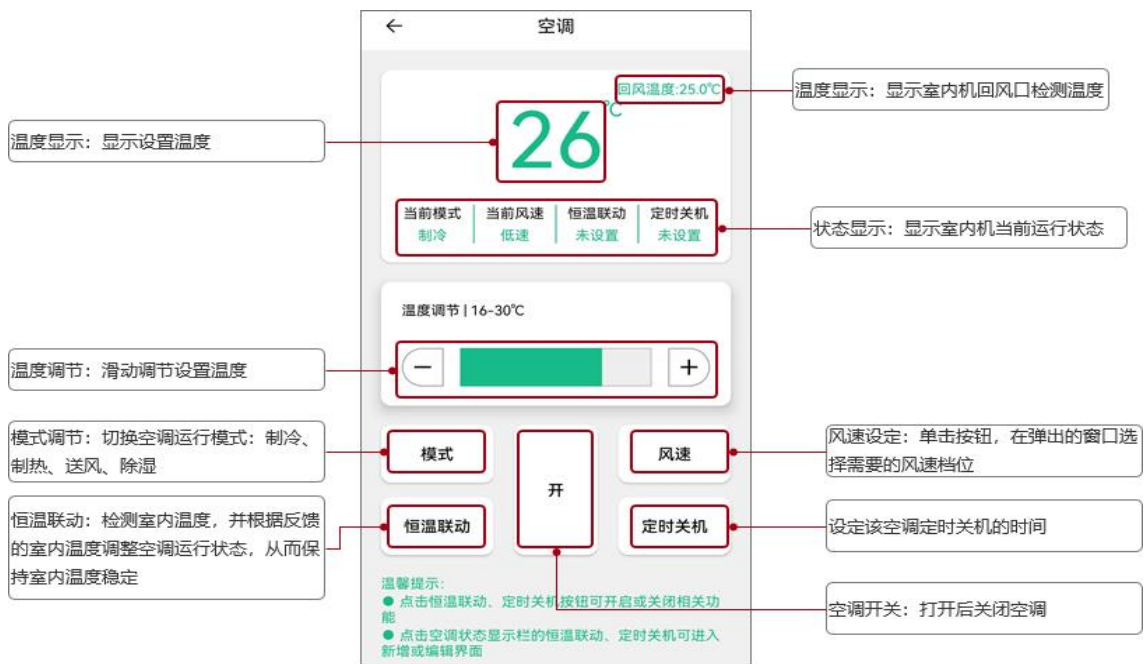 ← 空调
回风温度:25.0℃
温度显示：显示室内机回风口检测温度
26℃
温度显示：显示设置温度
当前模式 当前风速 恒温联动 定时关机
制冷 低速 未设置 未设置
状态显示：显示室内机当前运行状态
温度调节 | 16-30℃
温度调节：滑动调节设置温度
− +
模式调节：切换空调运行模式：制冷、
制热、送风、除湿
模式
开
风速
风速设定：单击按钮，在弹出的窗口选
择需要的风速档位
恒温联动：检测室内温度，并根据反馈
的室内温度调整空调运行状态，从而保
持室内温度稳定
恒温联动
定时关机
设定该空调定时关机的时间
温馨提示：
● 点击恒温联动、定时关机按钮可开启或关闭相关功
能
● 点击空调状态显示栏的恒温联动、定时关机可进入
新增或编辑界面
空调开关：打开后关闭空调